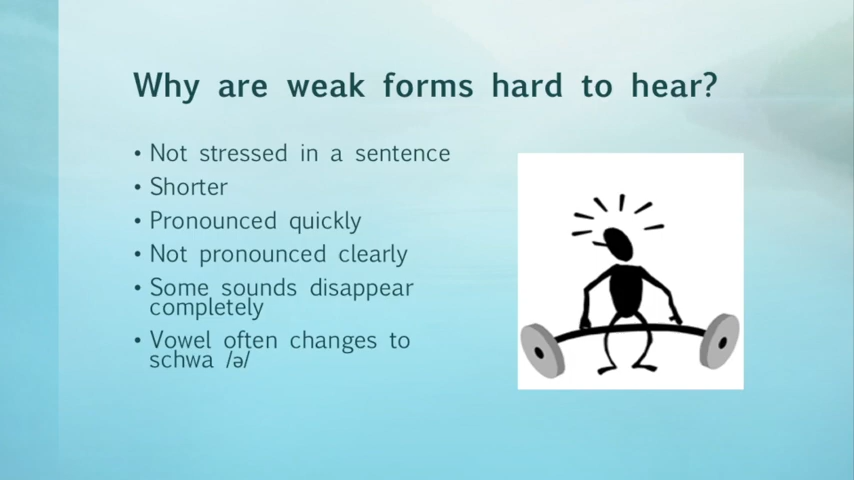 Why are weak forms hard to hear?
• Not stressed in a sentence
• Shorter
• Pronounced quickly
• Not pronounced clearly
• Some sounds disappear
completely
• Vowel often changes to
schwa /ə/